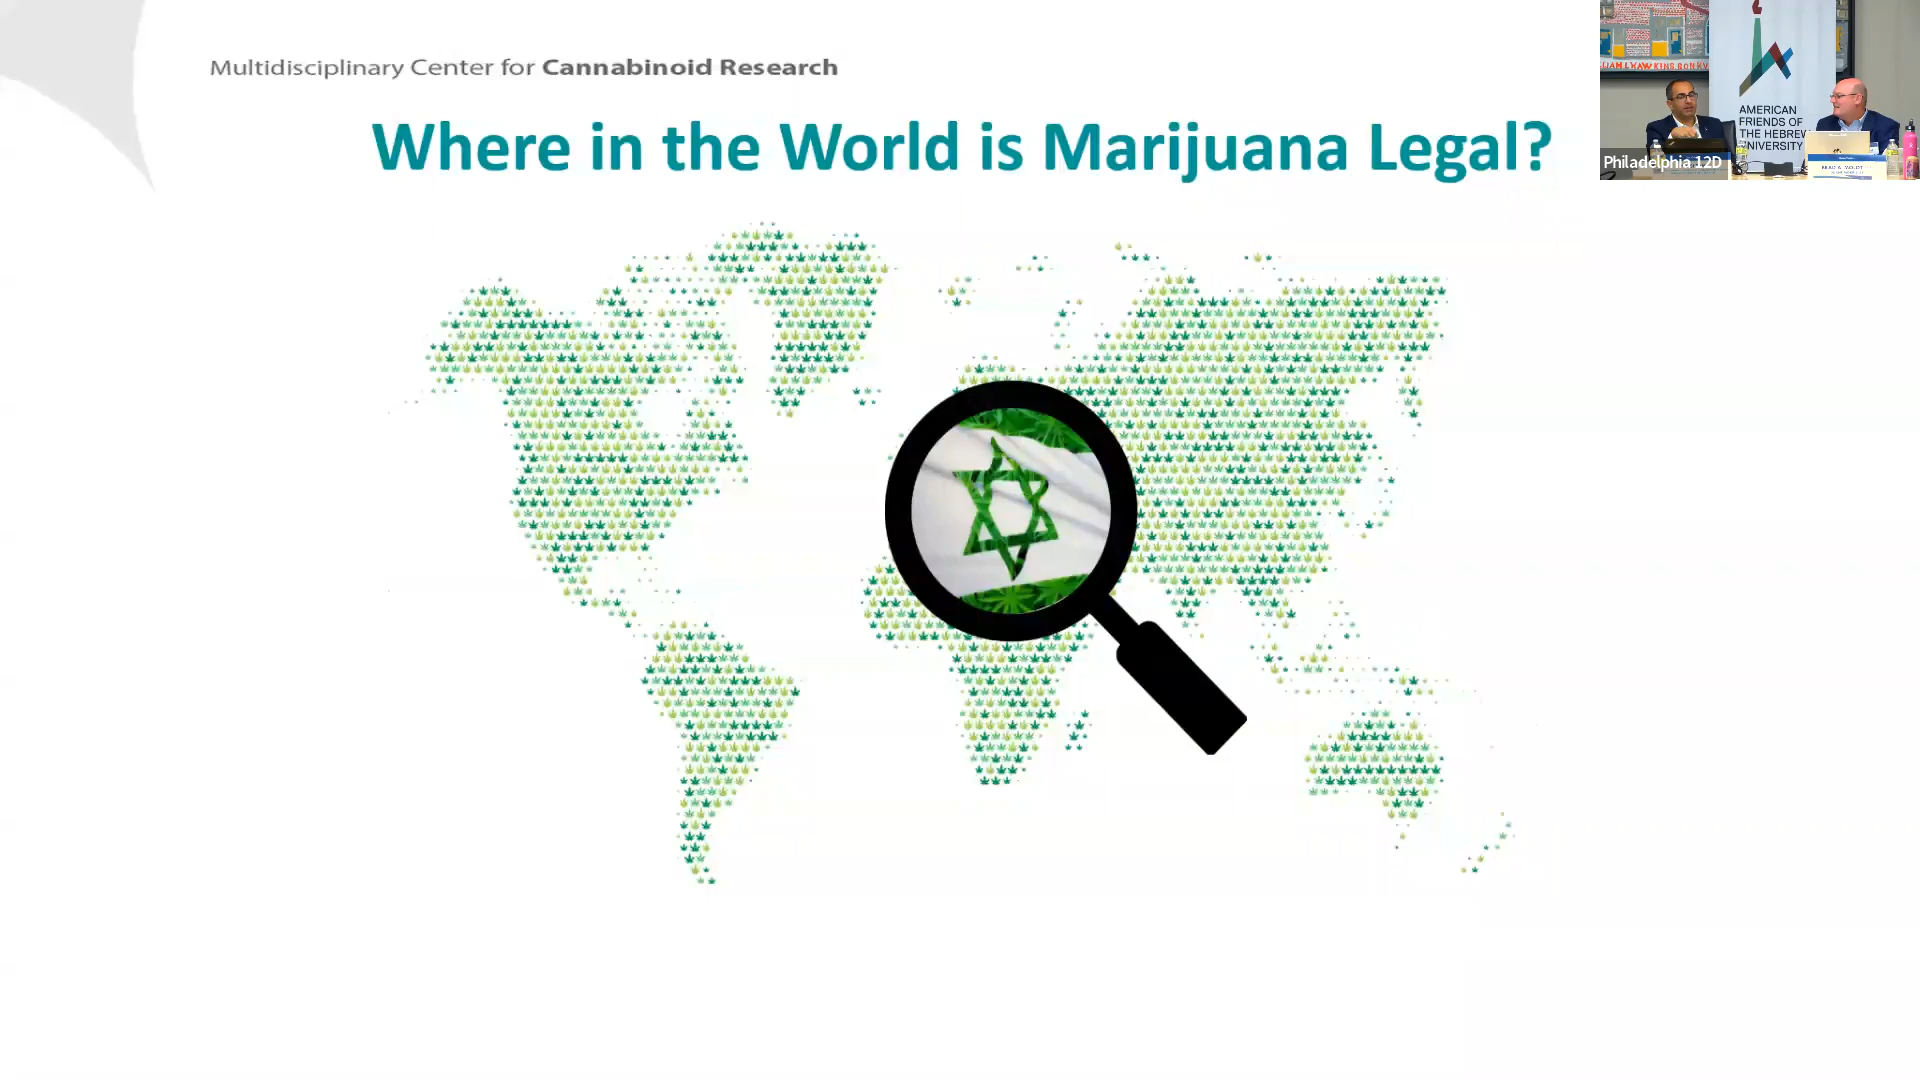 Multidisciplinary Center for Cannabinoid Research
Where in the World is Marijuana Legal?
AMERICAN
FRIENDS OF
THE HEBREW
UNIVERSITY
Philadelphia 12D